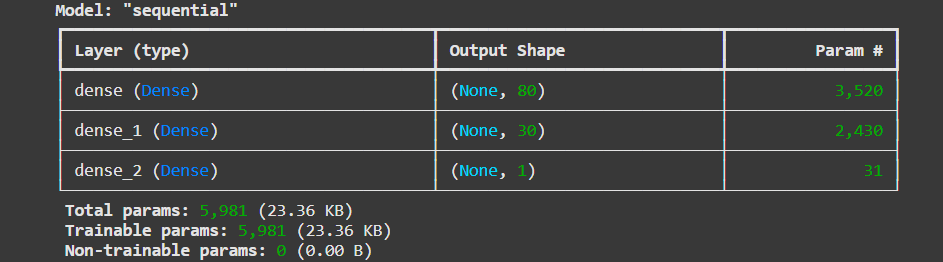 Model: "sequential"
Layer (type) Output Shape Param #
dense (Dense) (None, 80) 3,520
dense_1 (Dense) (None, 30) 2,430
dense_2 (Dense) (None, 1) 31
Total params: 5,981 (23.36 KB)
Trainable params: 5,981 (23.36 KB)
Non-trainable params: 0 (0.00 B)